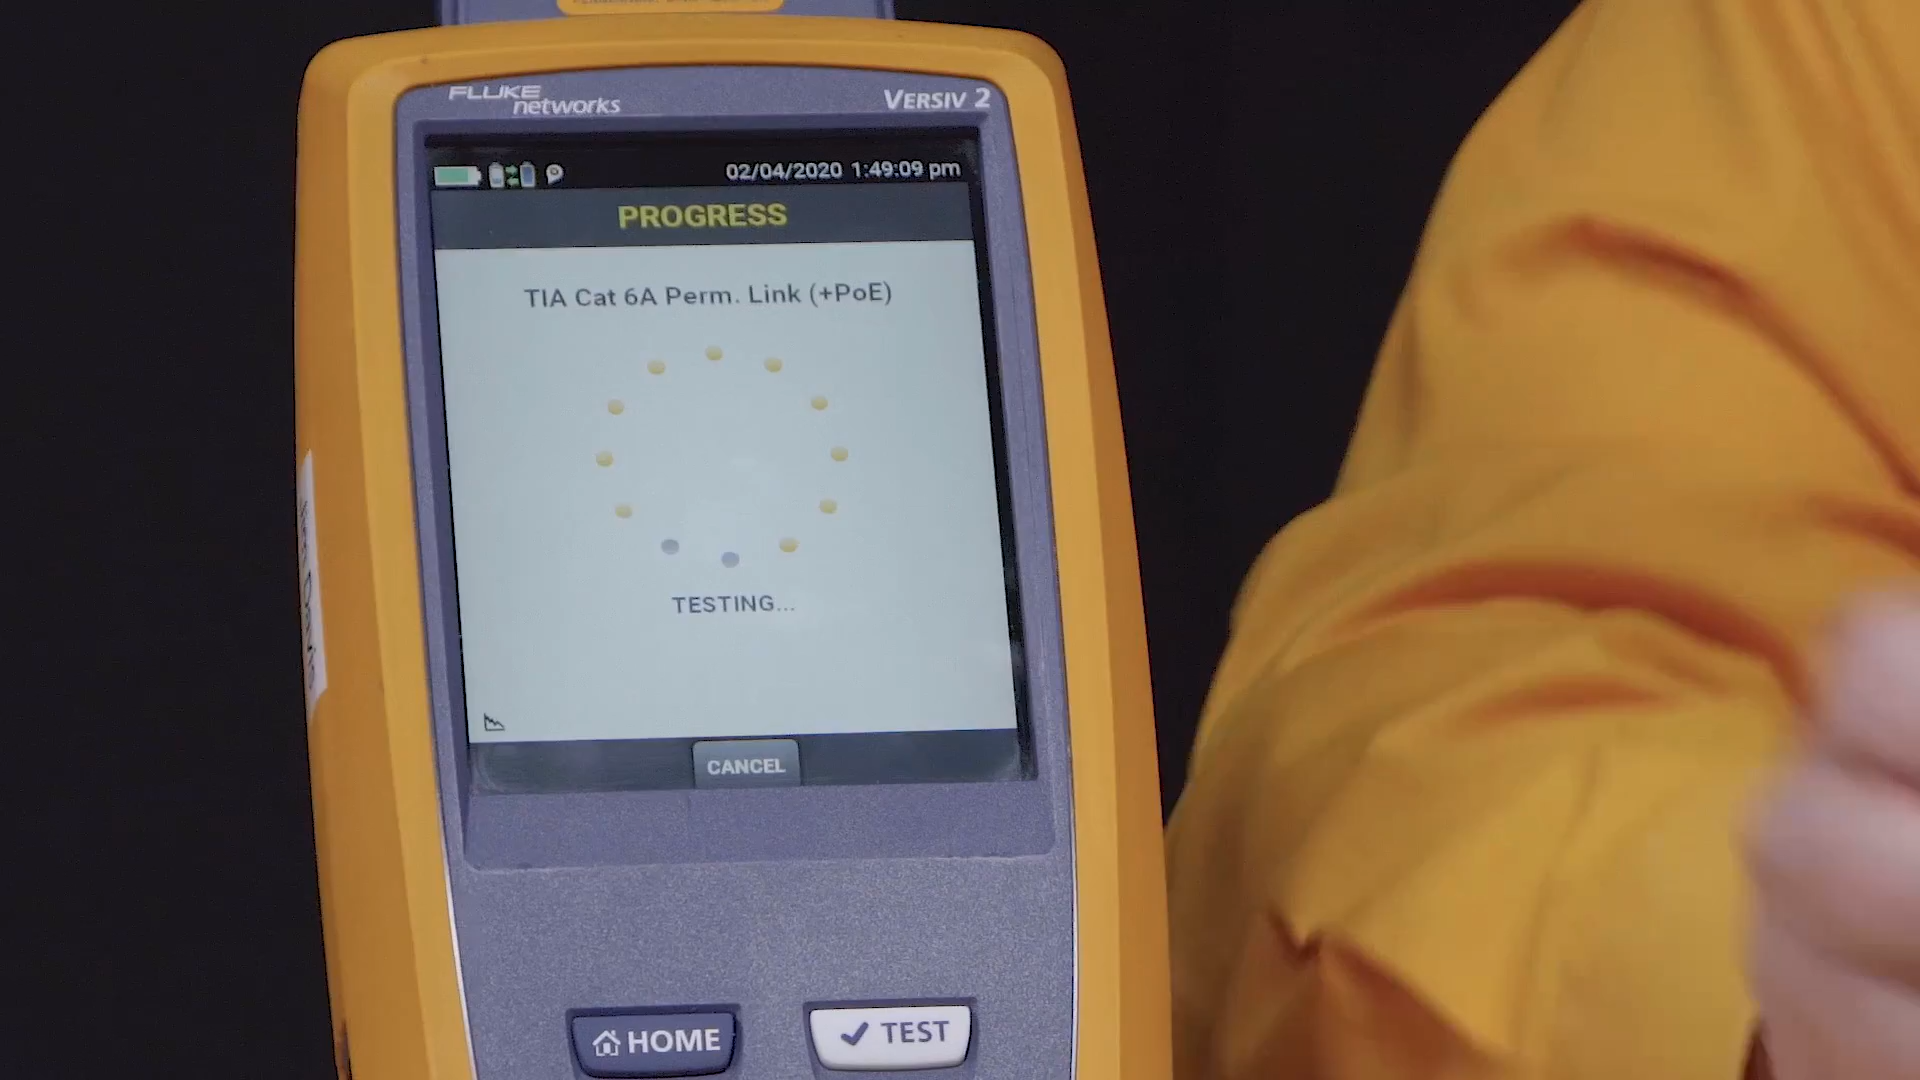 FLUKE networks
VERSIV 2
02/04/2020 1:49:09 pm
PROGRESS
TIA Cat 6A Perm. Link (+PoE)
TESTING...
CANCEL
HOME
TEST
Davis